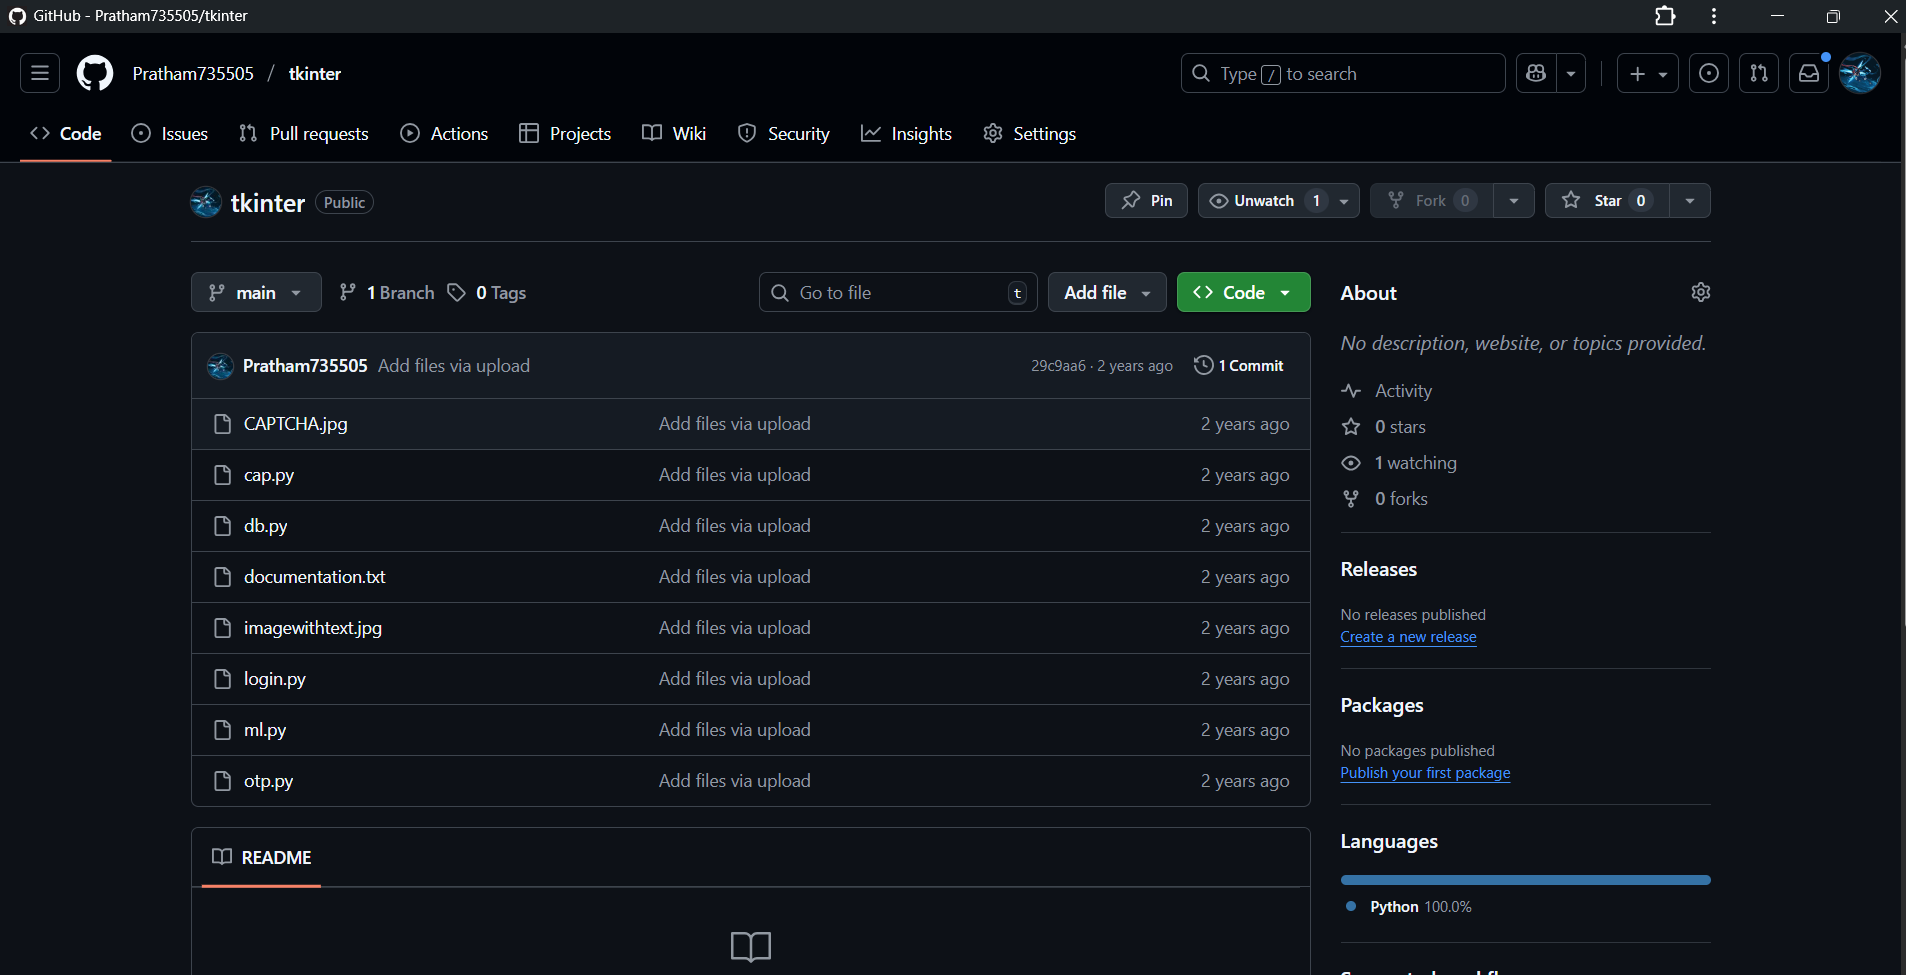 GitHub - Pratham735505/tkinter
Pratham735505 / tkinter
Type / to search
Code Issues Pull requests Actions Projects Wiki Security Insights Settings
tkinter Public
Pin Unwatch 1 Fork 0 Star 0
main 1 Branch 0 Tags
Go to file t Add file Code
Pratham735505 Add files via upload 29c9aa6 · 2 years ago 1 Commit
CAPTCHA.jpg Add files via upload 2 years ago
cap.py Add files via upload 2 years ago
db.py Add files via upload 2 years ago
documentation.txt Add files via upload 2 years ago
imagewithtext.jpg Add files via upload 2 years ago
login.py Add files via upload 2 years ago
ml.py Add files via upload 2 years ago
otp.py Add files via upload 2 years ago
README
About
No description, website, or topics provided.
Activity
0 stars
1 watching
0 forks
Releases
No releases published
Create a new release
Packages
No packages published
Publish your first package
Languages
Python 100.0%